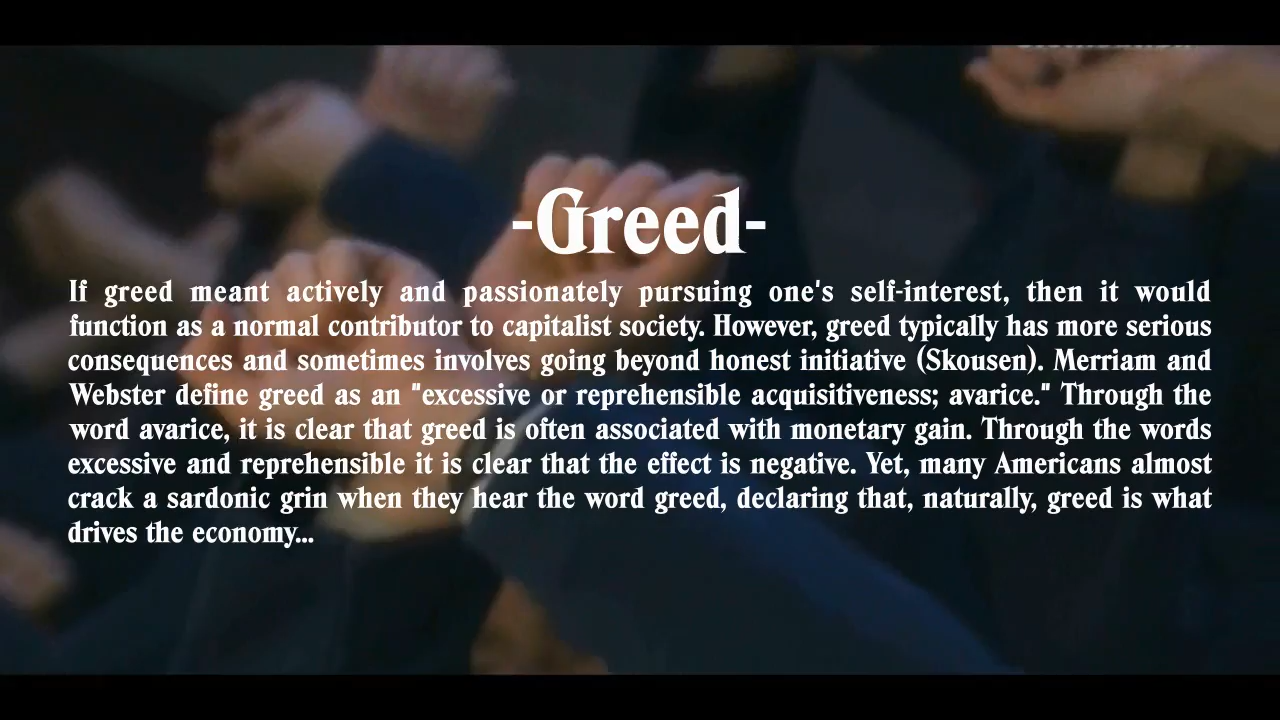 -Greed-
If greed meant actively and passionately pursuing one's self-interest, then it would
function as a normal contributor to capitalist society. However, greed typically has more serious
consequences and sometimes involves going beyond honest initiative (Skousen). Merriam and
Webster define greed as an "excessive or reprehensible acquisitiveness; avarice." Through the
word avarice, it is clear that greed is often associated with monetary gain. Through the words
excessive and reprehensible it is clear that the effect is negative. Yet, many Americans almost
crack a sardonic grin when they hear the word greed, declaring that, naturally, greed is what
drives the economy...